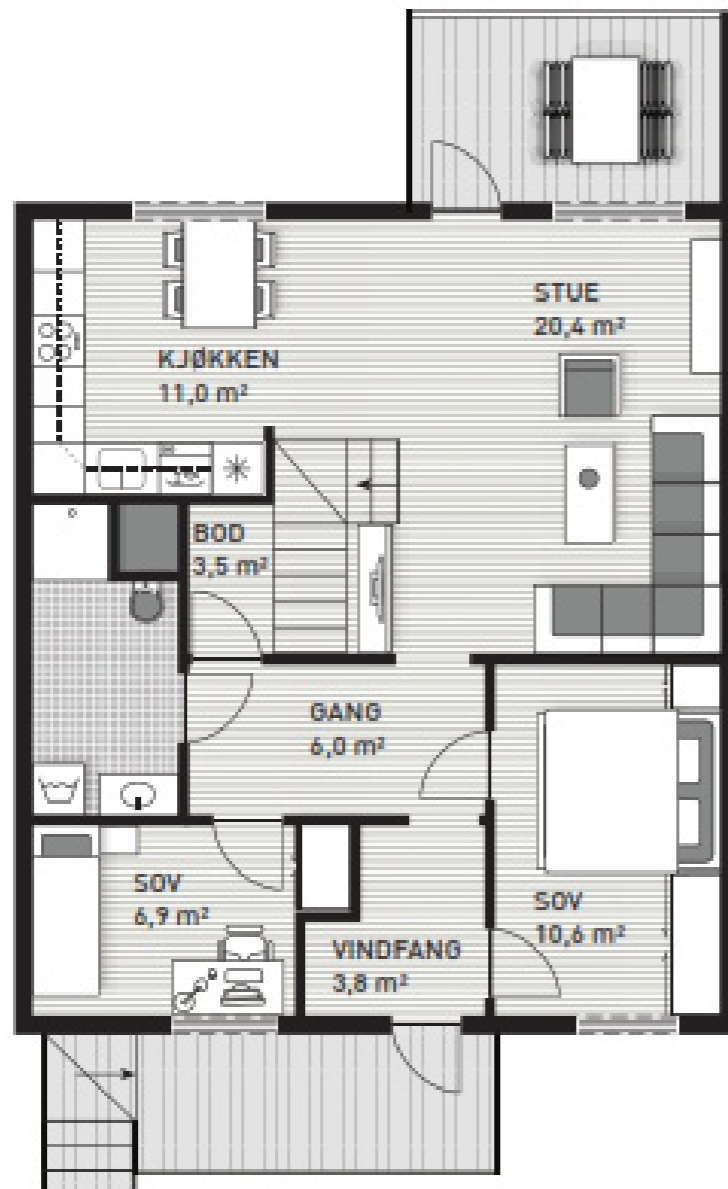 STUE
20,4 m²
KJØKKEN
11,0 m²
BOD
3,5 m²
GANG
6,0 m²
SOV
6,9 m²
SOV
10,6 m²
VINDFANG
3,8 m²